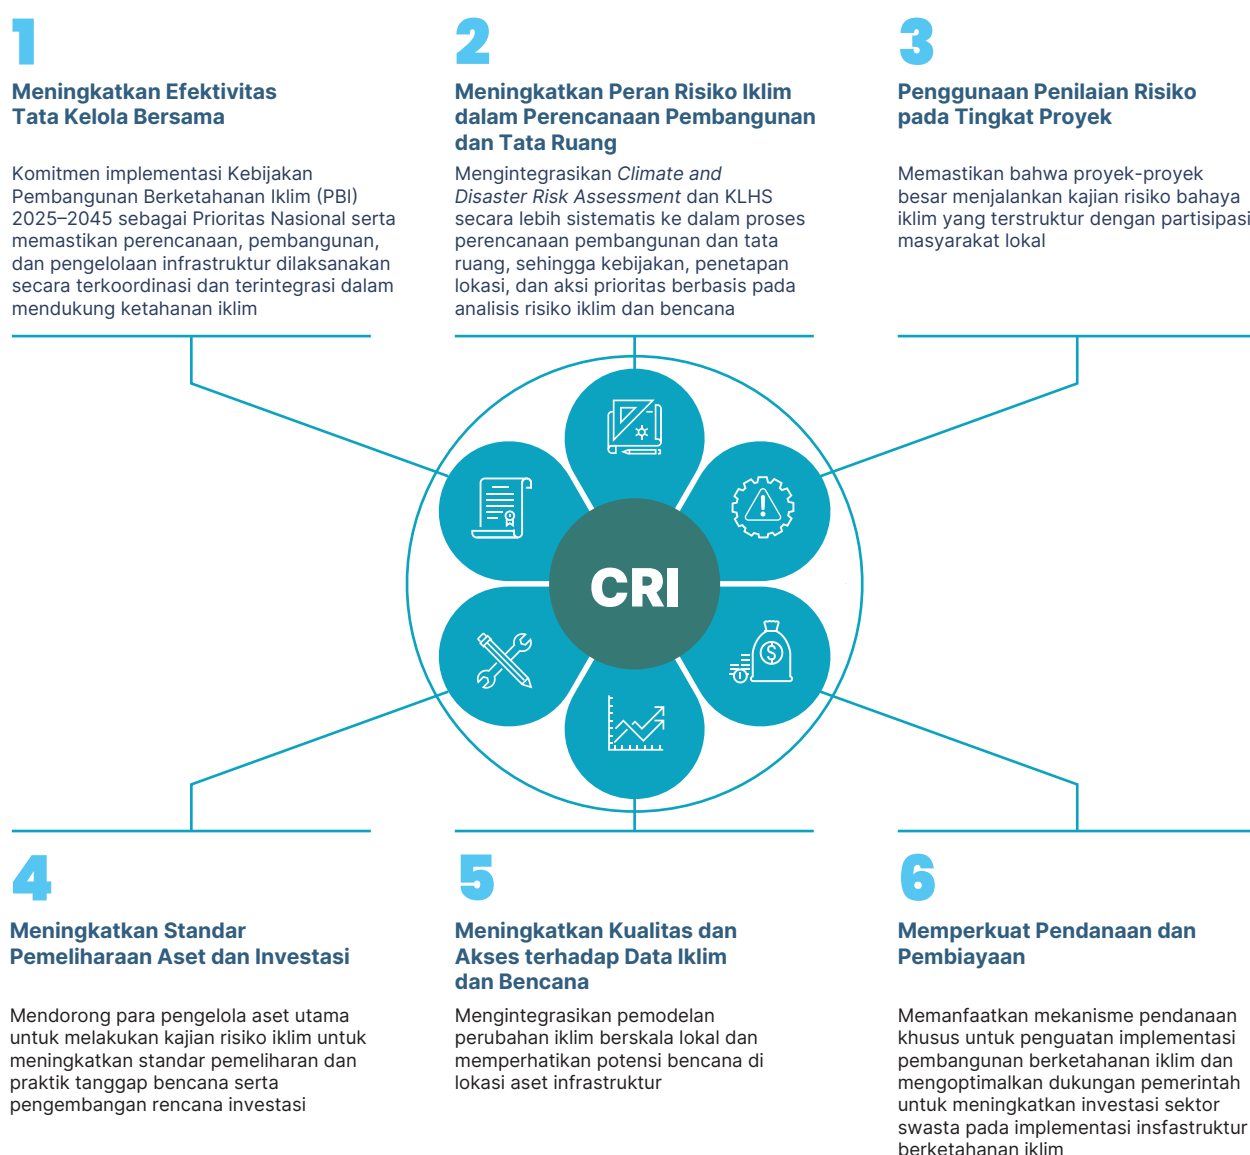 1
Meningkatkan Efektivitas
Tata Kelola Bersama
Komitmen implementasi Kebijakan
Pembangunan Berketahanan Iklim (PBI)
2025–2045 sebagai Prioritas Nasional serta
memastikan perencanaan, pembangunan,
dan pengelolaan infrastruktur dilaksanakan
secara terkoordinasi dan terintegrasi dalam
mendukung ketahanan iklim
2
Meningkatkan Peran Risiko Iklim
dalam Perencanaan Pembangunan
dan Tata Ruang
Mengintegrasikan Climate and
Disaster Risk Assessment dan KLHS
secara lebih sistematis ke dalam proses
perencanaan pembangunan dan tata
ruang, sehingga kebijakan, penetapan
lokasi, dan aksi prioritas berbasis pada
analisis risiko iklim dan bencana
3
Penggunaan Penilaian Risiko
pada Tingkat Proyek
Memastikan bahwa proyek-proyek
besar menjalankan kajian risiko bahaya
iklim yang terstruktur dengan partisipasi
masyarakat lokal
CRI
$
4
Meningkatkan Standar
Pemeliharaan Aset dan Investasi
Mendorong para pengelola aset utama
untuk melakukan kajian risiko iklim untuk
meningkatkan standar pemeliharan dan
praktik tanggap bencana serta
pengembangan rencana investasi
5
Meningkatkan Kualitas dan
Akses terhadap Data Iklim
dan Bencana
Mengintegrasikan pemodelan
perubahan iklim berskala lokal dan
memperhatikan potensi bencana di
lokasi aset infrastruktur
6
Memperkuat Pendanaan dan
Pembiayaan
Memanfaatkan mekanisme pendanaan
khusus untuk penguatan implementasi
pembangunan berketahanan iklim dan
mengoptimalkan dukungan pemerintah
untuk meningkatkan investasi sektor
swasta pada implementasi insfastruktur
berketahanan iklim